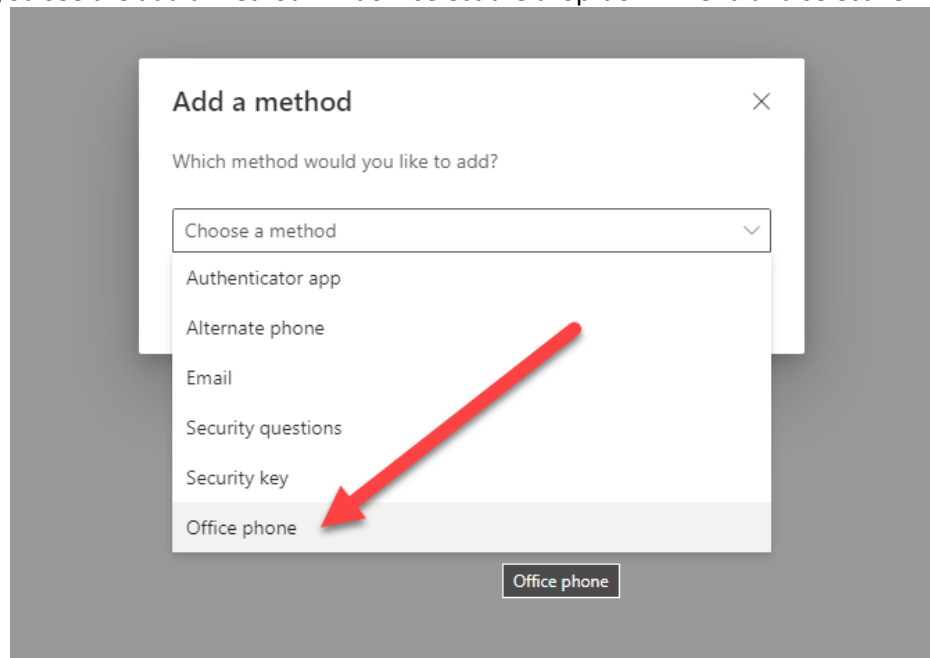 Add a method
Which method would you like to add?
Choose a method
Authenticator app
Alternate phone
Email
Security questions
Security key
Office phone
Office phone